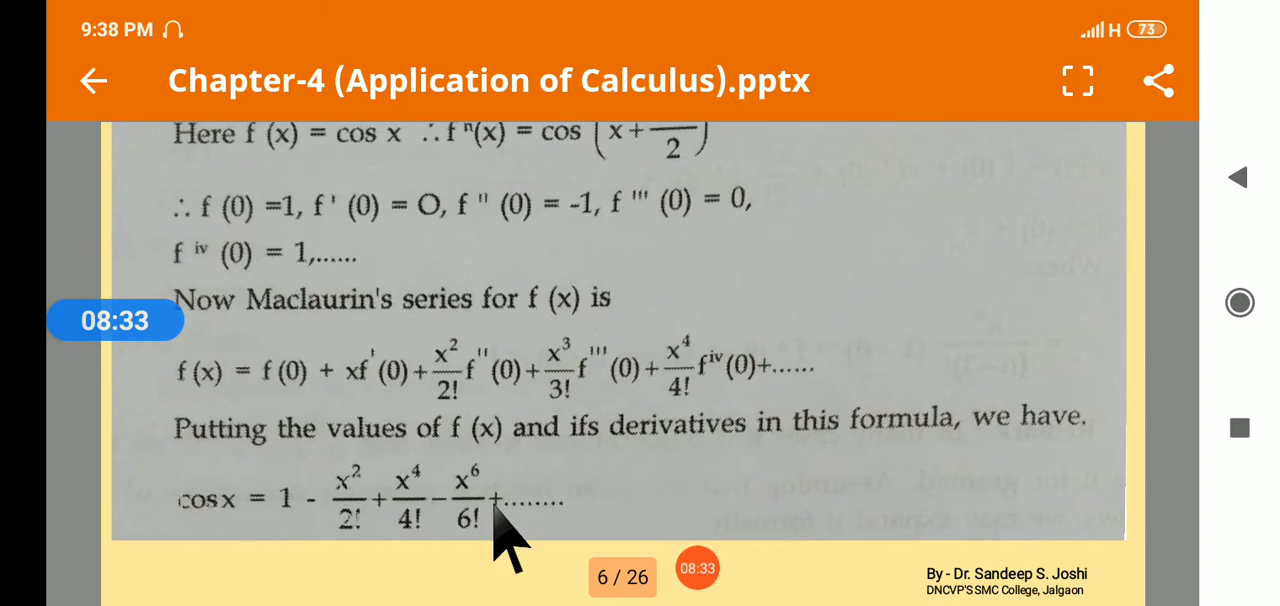 9:38 PM H 73
Chapter-4 (Application of Calculus).pptx
Here f (x) = cos x ∴ f ⁿ(x) = cos (x + —/2)
∴ f (0) =1, f ' (0) = O, f '' (0) = -1, f ''' (0) = 0,
f ⁱᵛ (0) = 1,......
Now Maclaurin's series for f (x) is
08:33
f (x) = f (0) + xf ' (0) + x²/2! f '' (0) + x³/3! f ''' (0) + x⁴/4! f ⁱᵛ (0)+......
Putting the values of f (x) and ifs derivatives in this formula, we have.
cosx = 1 - x²/2! + x⁴/4! − x⁶/6! +........
6 / 26
08:33
By - Dr. Sandeep S. Joshi
DNCVP'S SMC College, Jalgaon